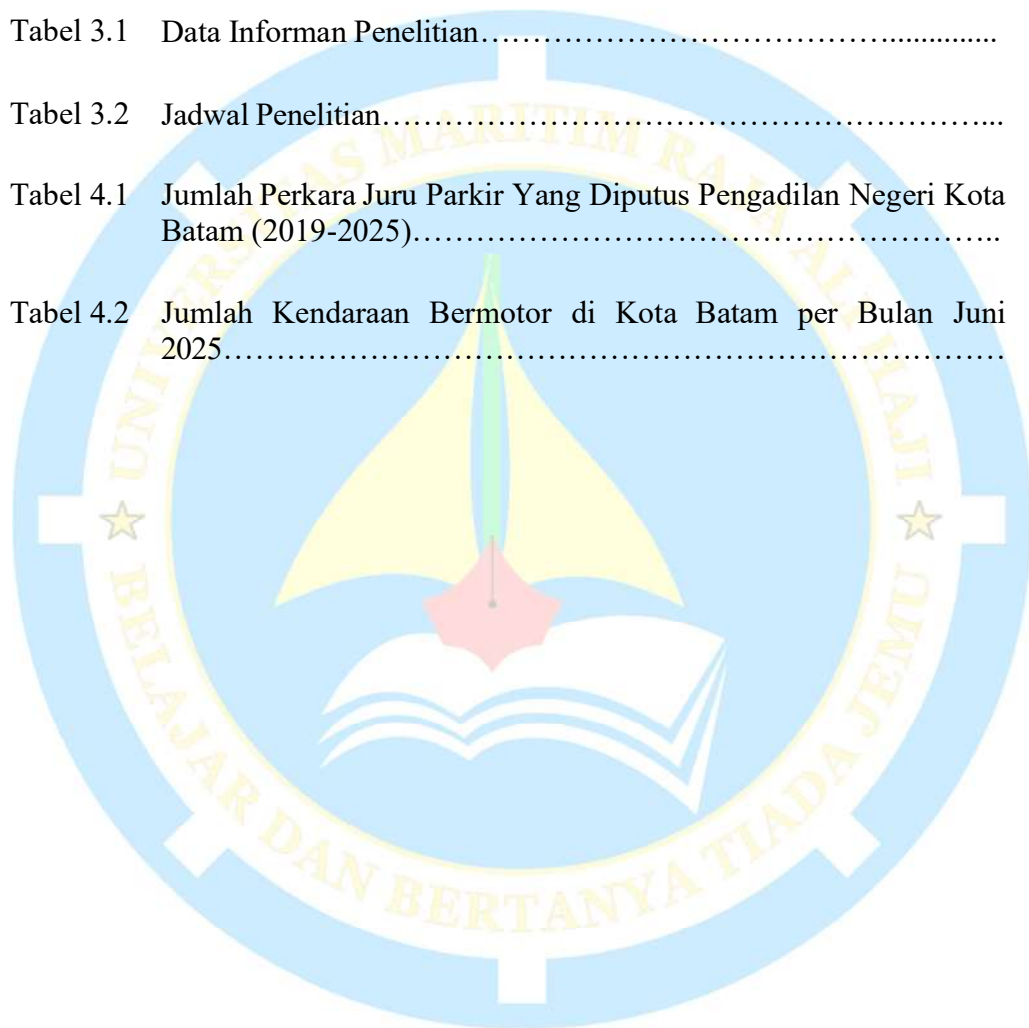 Tabel 3.1 Data Informan Penelitian…………………………………..............
Tabel 3.2 Jadwal Penelitian…………………………………………………...
Tabel 4.1 Jumlah Perkara Juru Parkir Yang Diputus Pengadilan Negeri Kota
Batam (2019-2025)………………………………………………..
Tabel 4.2 Jumlah Kendaraan Bermotor di Kota Batam per Bulan Juni
2025…………………………………………………………………
UNIVERSITAS MARITIM RAJA ALI HAJI
BELAJAR DAN BERTANYA TIADA JEMU